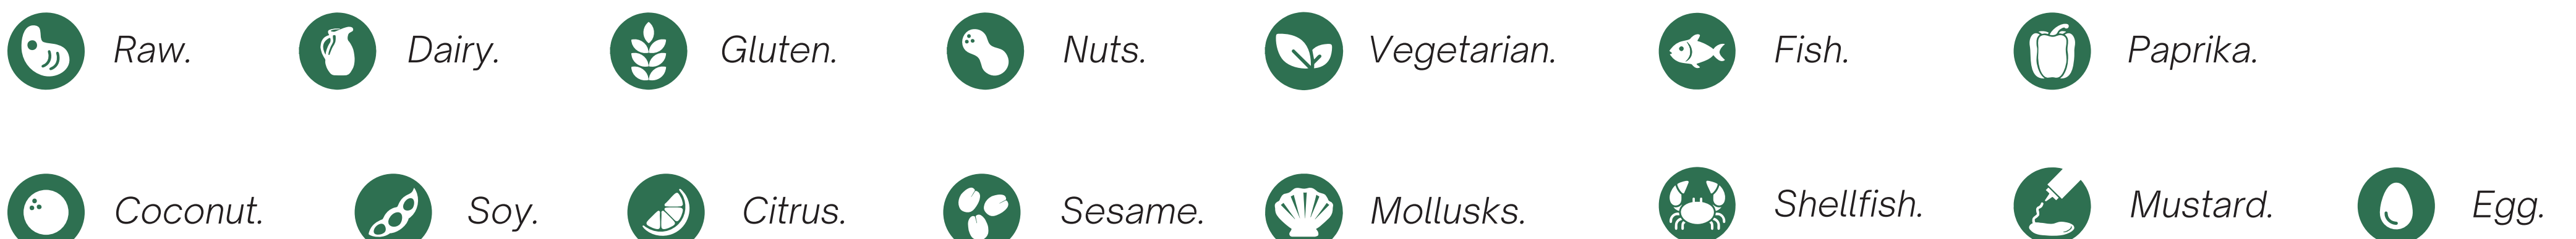 Raw. Dairy. Gluten. Nuts. Vegetarian. Fish. Paprika.
Coconut. Soy. Citrus. Sesame. Mollusks. Shellfish. Mustard. Egg.